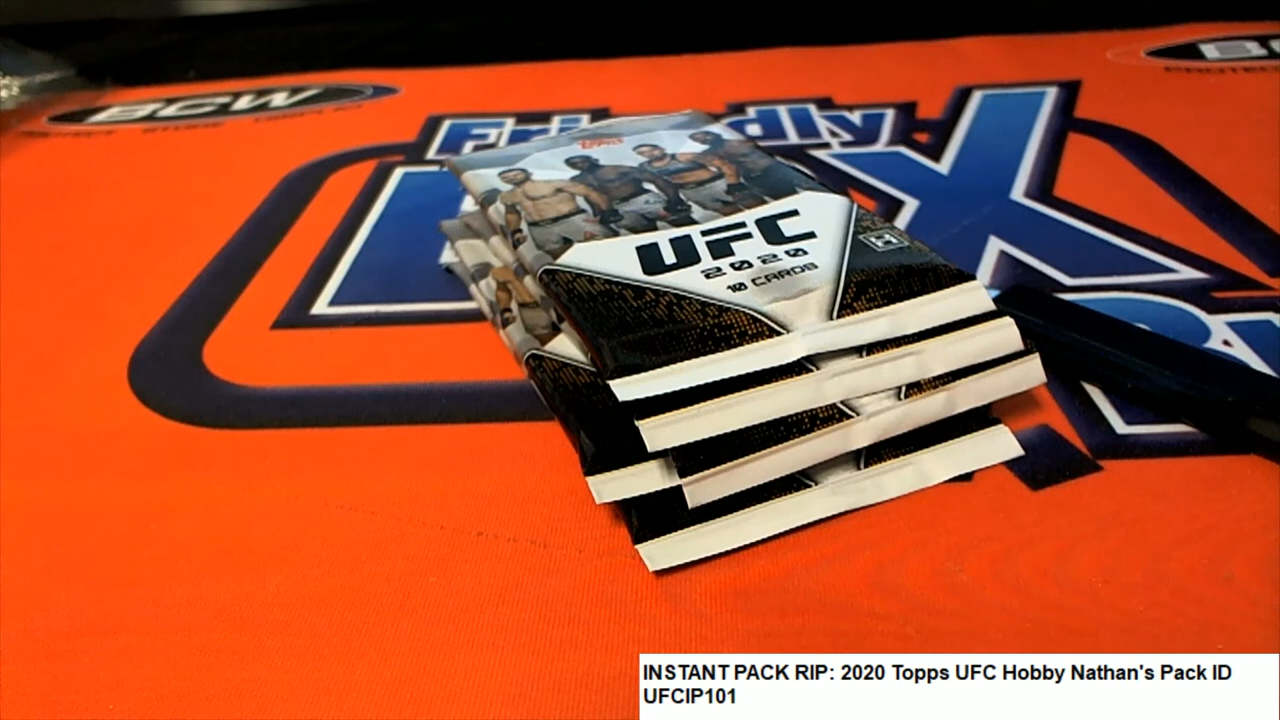 BCW
Friendly
TOPPS
UFC
2020
10 CARDS
H
INSTANT PACK RIP: 2020 Topps UFC Hobby Nathan's Pack ID
UFCIP101